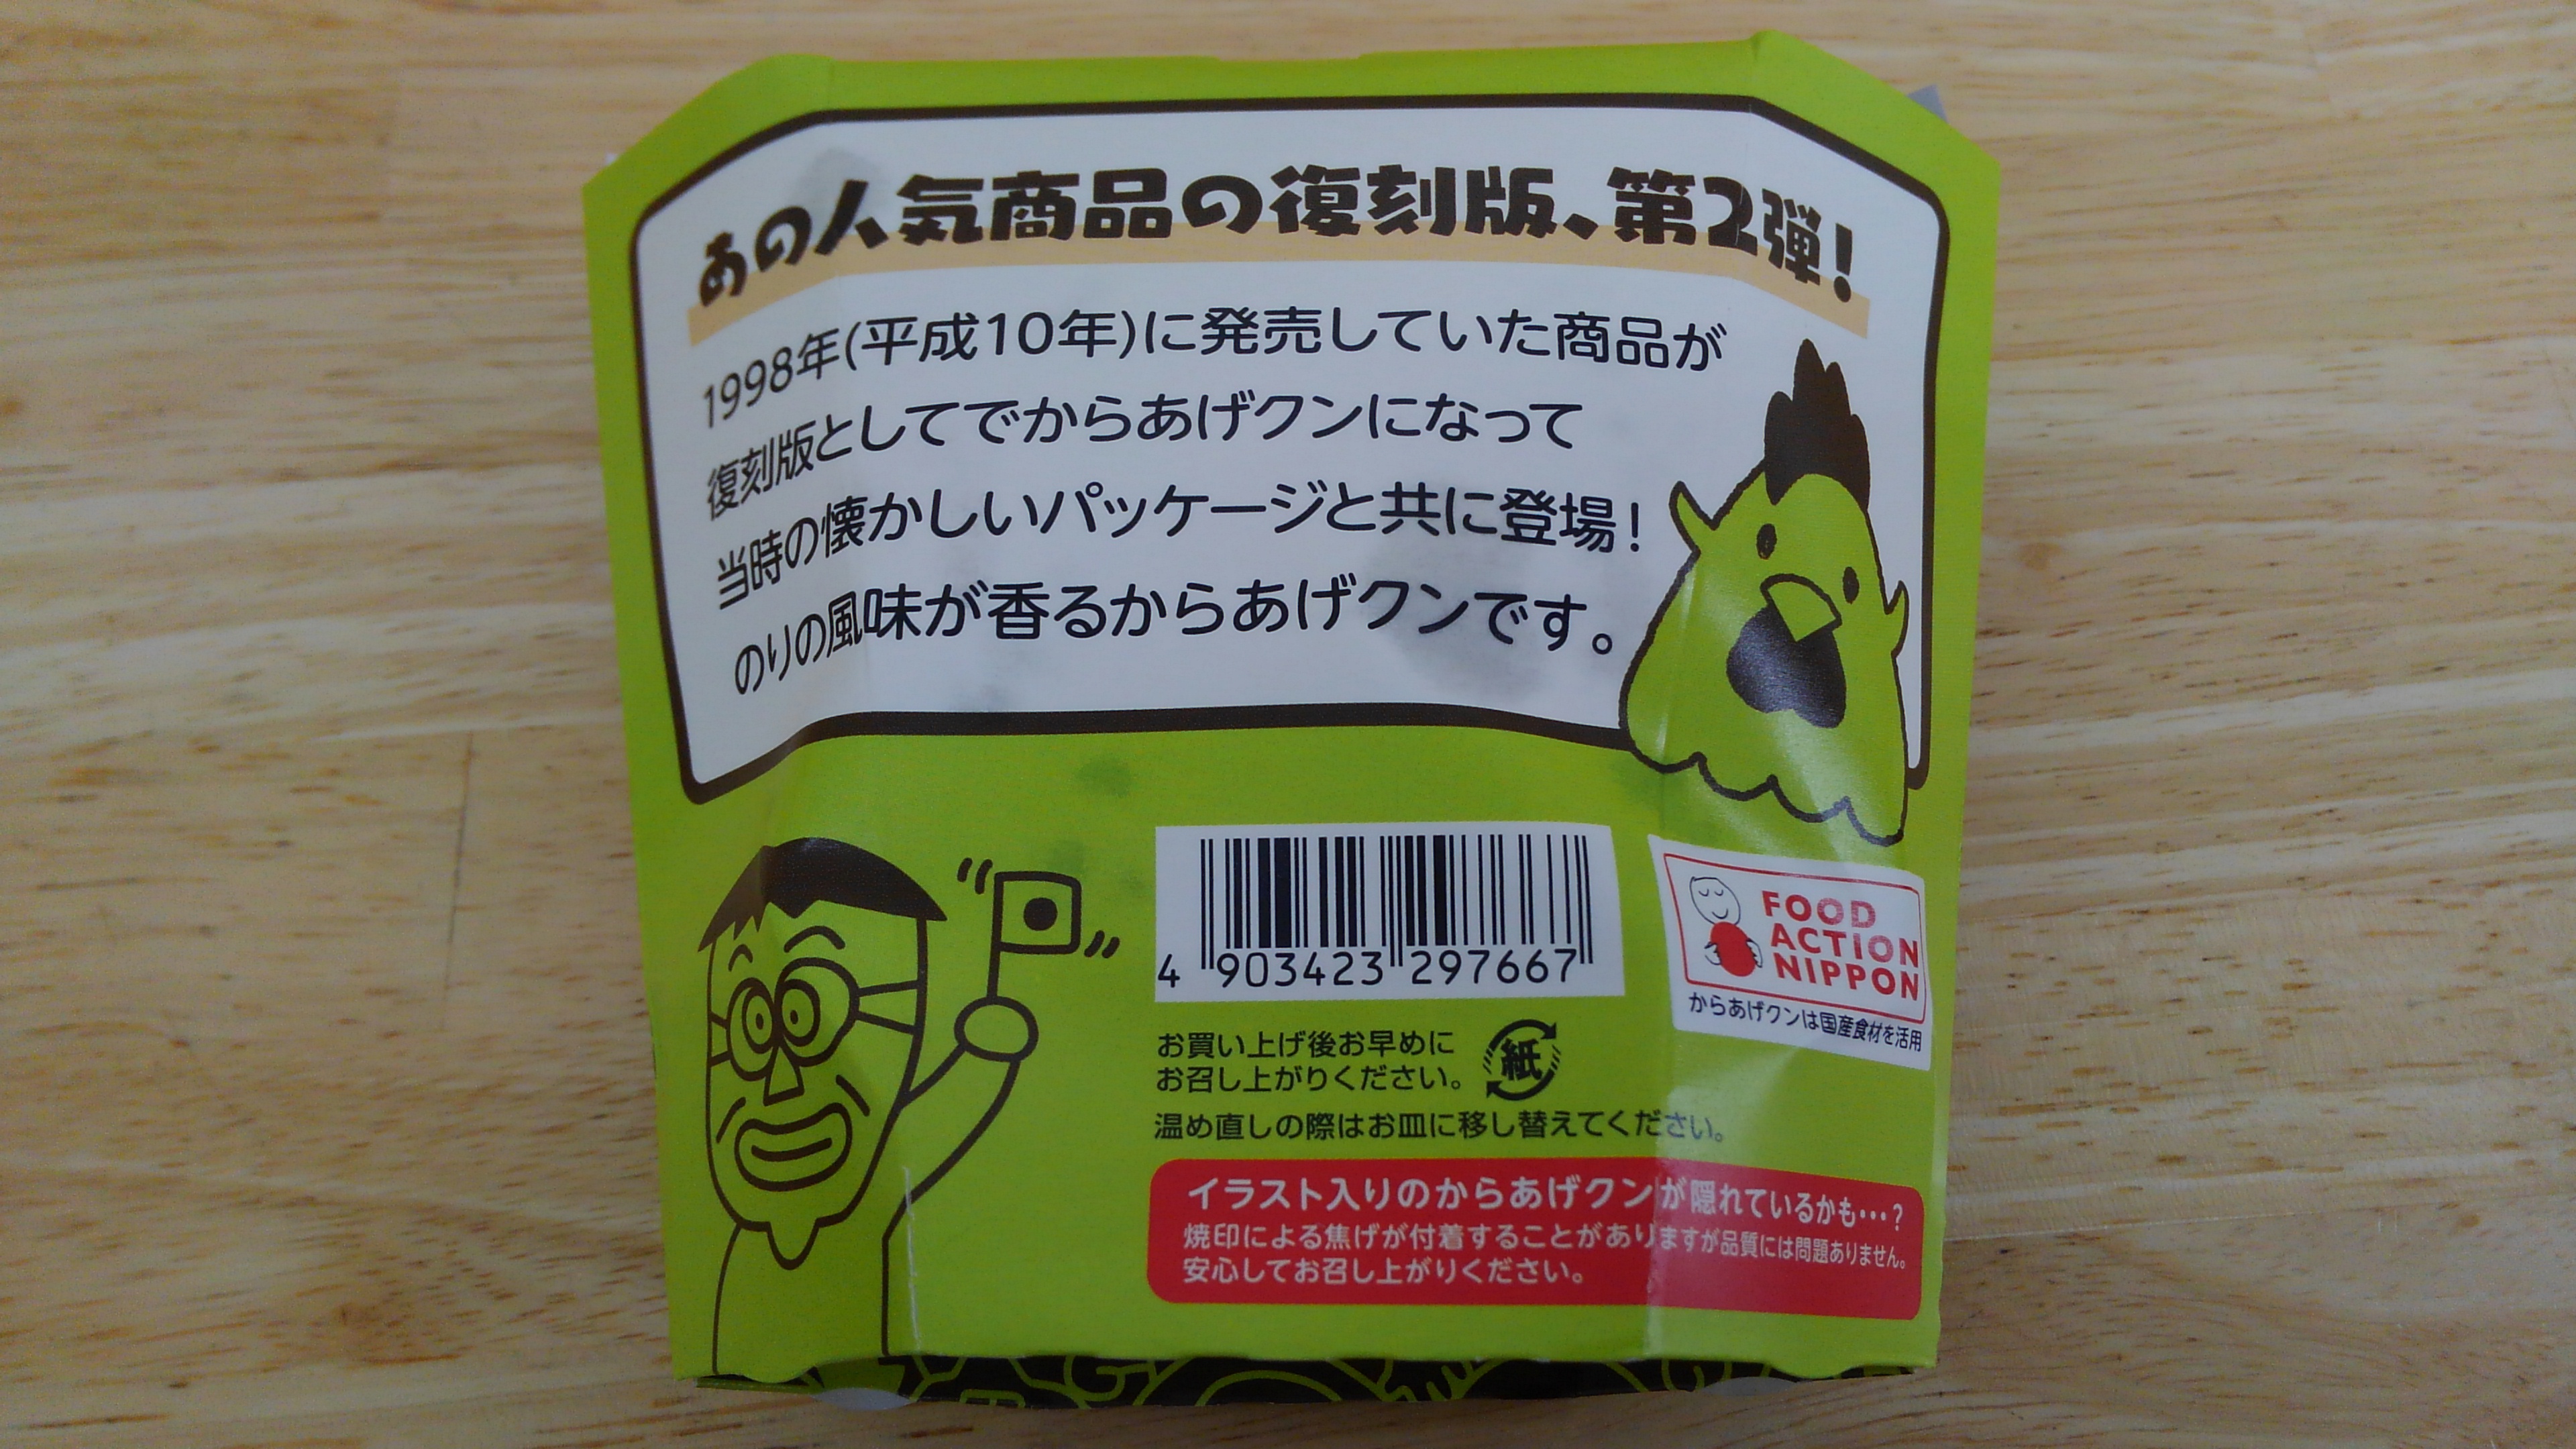 あの人気商品の復刻版、第2弾!
1998年(平成10年)に発売していた商品が
復刻版としてでからあげクンになって
当時の懐かしいパッケージと共に登場!
のりの風味が香るからあげクンです。
4 903423 297667
FOOD
ACTION
NIPPON
からあげクンは国産食材を活用
お買い上げ後お早めに
お召し上がりください。
紙
温め直しの際はお皿に移し替えてください。
イラスト入りのからあげクンが隠れているかも…?
焼印による焦げが付着することがありますが品質には問題ありません。
安心してお召し上がりください。